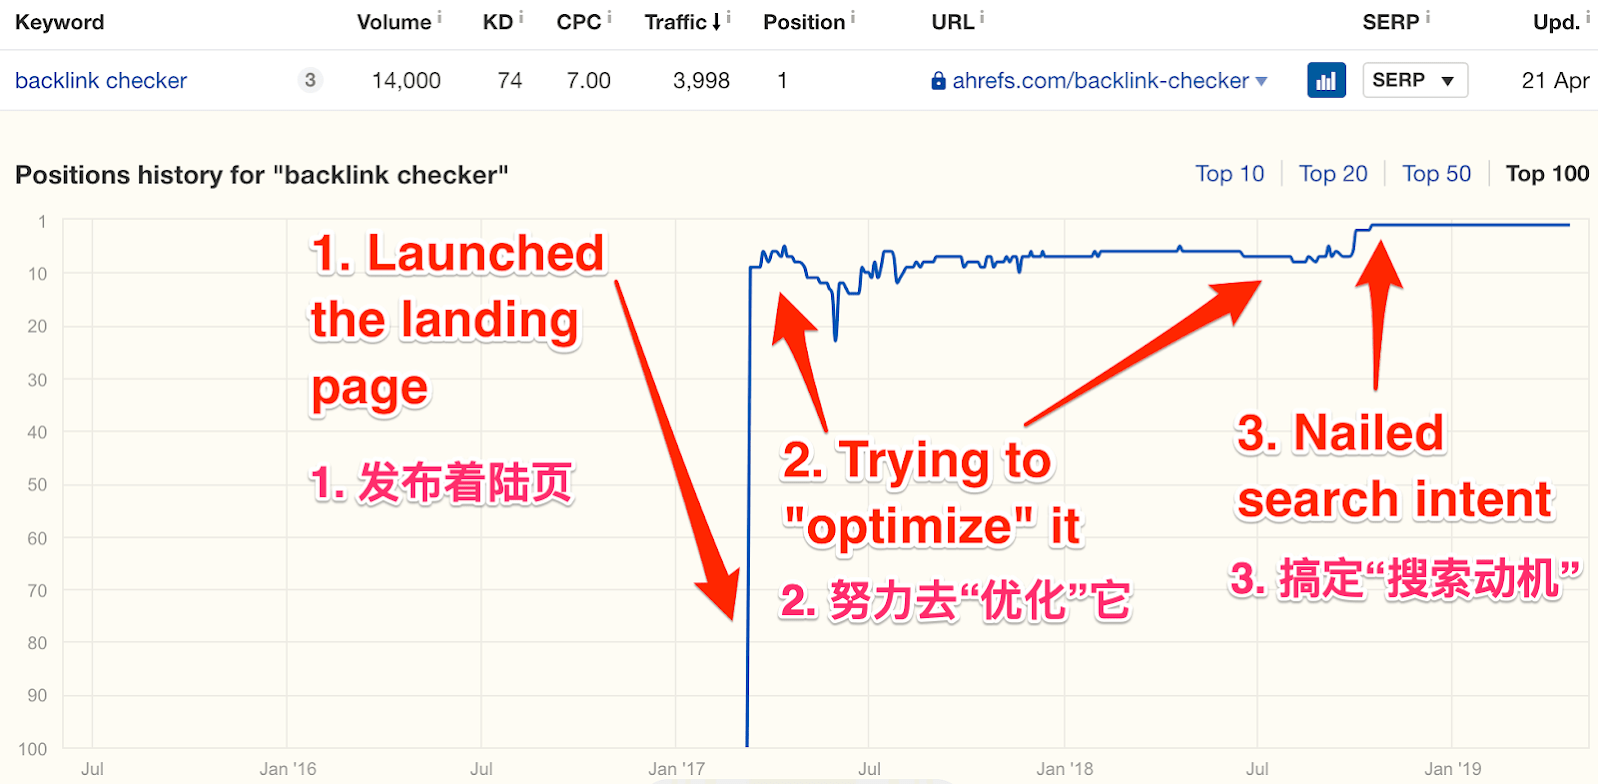 Keyword Volume i KD i CPC i Traffic ↓ i Position i URL i SERP i Upd. i
backlink checker 3 14,000 74 7.00 3,998 1 ahrefs.com/backlink-checker ▼ SERP ▼ 21 Apr
Positions history for "backlink checker" Top 10 Top 20 Top 50 Top 100
1
10
20
30
40
50
60
70
80
90
100
1. Launched
the landing
page
1. 发布着陆页
2. Trying to
"optimize" it
2. 努力去“优化”它
3. Nailed
search intent
3. 搞定“搜索动机”
Jul Jan '16 Jul Jan '17 Jul Jan '18 Jul Jan '19